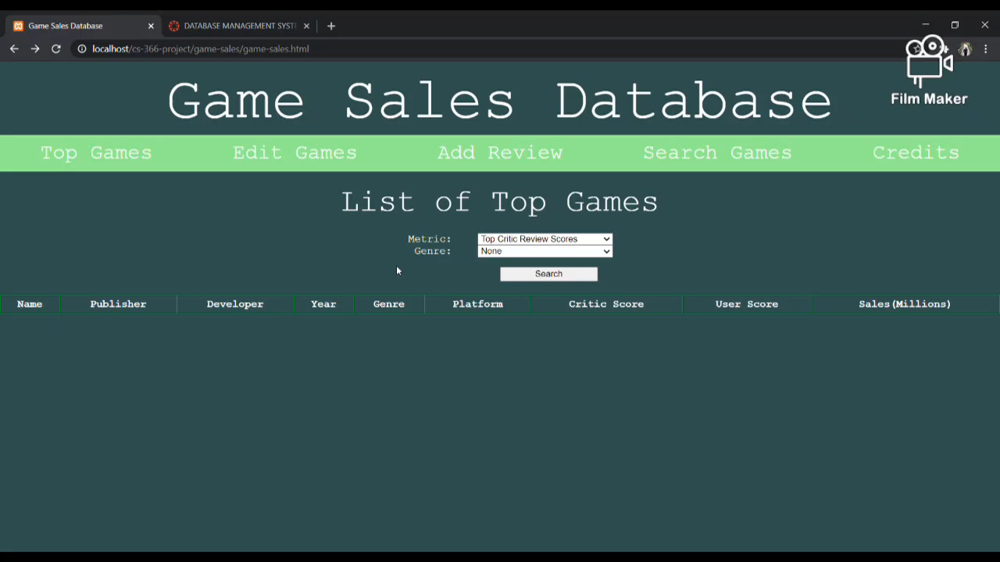 Game Sales Database
DATABASE MANAGEMENT SYST
localhost/cs-366-project/game-sales/game-sales.html
Film Maker
Game Sales Database
Top Games Edit Games Add Review Search Games Credits
List of Top Games
Metric: Top Critic Review Scores
Genre: None
Search
Name Publisher Developer Year Genre Platform Critic Score User Score Sales(Millions)